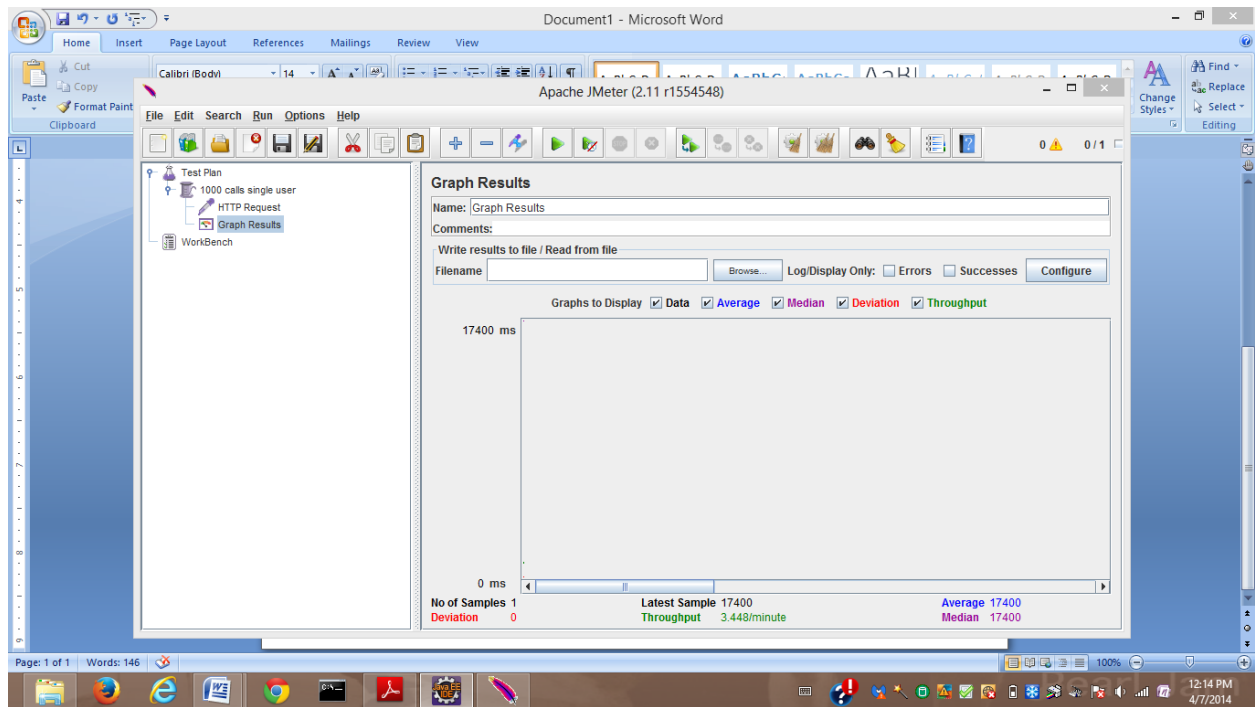 Document1 - Microsoft Word
Home Insert Page Layout References Mailings Review View
Cut
Copy
Format Paint
Paste
Clipboard
Calibri (Body) 14
Change Styles
Find
Replace
Select
Editing
Apache JMeter (2.11 r1554548)
File Edit Search Run Options Help
0 0 / 1
Test Plan
1000 calls single user
HTTP Request
Graph Results
WorkBench
Graph Results
Name: Graph Results
Comments:
Write results to file / Read from file
Filename Browse... Log/Display Only: Errors Successes Configure
Graphs to Display Data Average Median Deviation Throughput
17400 ms
0 ms
No of Samples 1 Latest Sample 17400 Average 17400
Deviation 0 Throughput 3.448/minute Median 17400
Page: 1 of 1 Words: 146 100%
Java EE IDE
12:14 PM
4/7/2014